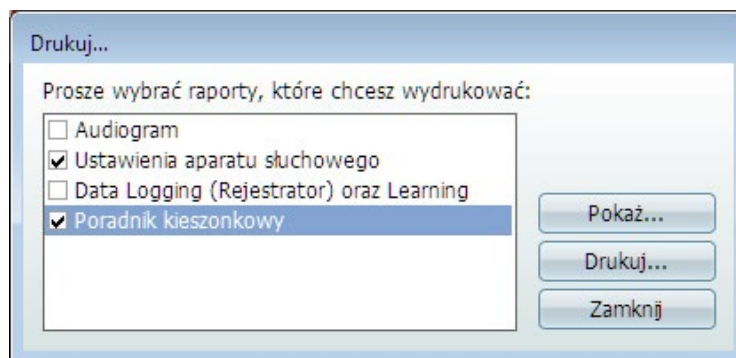 Drukuj...
Prosze wybrać raporty, które chcesz wydrukować:
Audiogram
Ustawienia aparatu słuchowego
Data Logging (Rejestrator) oraz Learning
Poradnik kieszonkowy
Pokaż...
Drukuj...
Zamknij